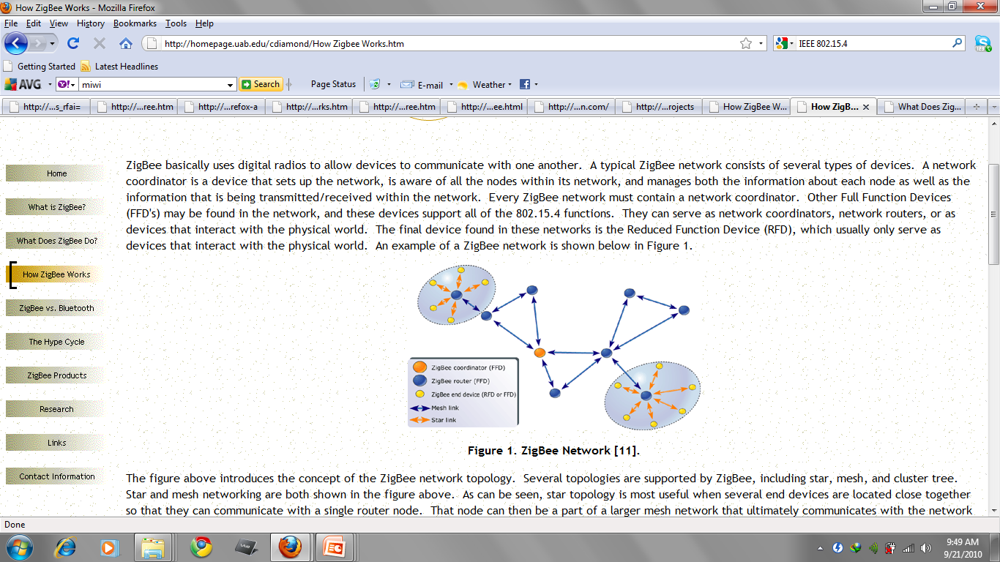 How ZigBee Works - Mozilla Firefox
File Edit View History Bookmarks Tools Help
http://homepage.uab.edu/cdiamond/How Zigbee Works.htm
IEEE 802.15.4
Getting Started Latest Headlines
AVG Y! miwi Search Page Status E-mail Weather
http://...s_rfai= http://...ree.htm http://...refox-a http://...rks.htm http://...ree.htm http://...ee.html http://...n.com/ http://...rojects How ZigBee W... How ZigB... What Does Zig...
Home
What is ZigBee?
What Does ZigBee Do?
How ZigBee Works
ZigBee vs. Bluetooth
The Hype Cycle
ZigBee Products
Research
Links
Contact Information
ZigBee basically uses digital radios to allow devices to communicate with one another. A typical ZigBee network consists of several types of devices. A network
coordinator is a device that sets up the network, is aware of all the nodes within its network, and manages both the information about each node as well as the
information that is being transmitted/received within the network. Every ZigBee network must contain a network coordinator. Other Full Function Devices
(FFD's) may be found in the network, and these devices support all of the 802.15.4 functions. They can serve as network coordinators, network routers, or as
devices that interact with the physical world. The final device found in these networks is the Reduced Function Device (RFD), which usually only serve as
devices that interact with the physical world. An example of a ZigBee network is shown below in Figure 1.
ZigBee coordinator (FFD)
ZigBee router (FFD)
ZigBee end device (RFD or FFD)
Mesh link
Star link
Figure 1. ZigBee Network [11].
The figure above introduces the concept of the ZigBee network topology. Several topologies are supported by ZigBee, including star, mesh, and cluster tree.
Star and mesh networking are both shown in the figure above. As can be seen, star topology is most useful when several end devices are located close together
so that they can communicate with a single router node. That node can then be a part of a larger mesh network that ultimately communicates with the network
Done
9:49 AM
9/21/2010